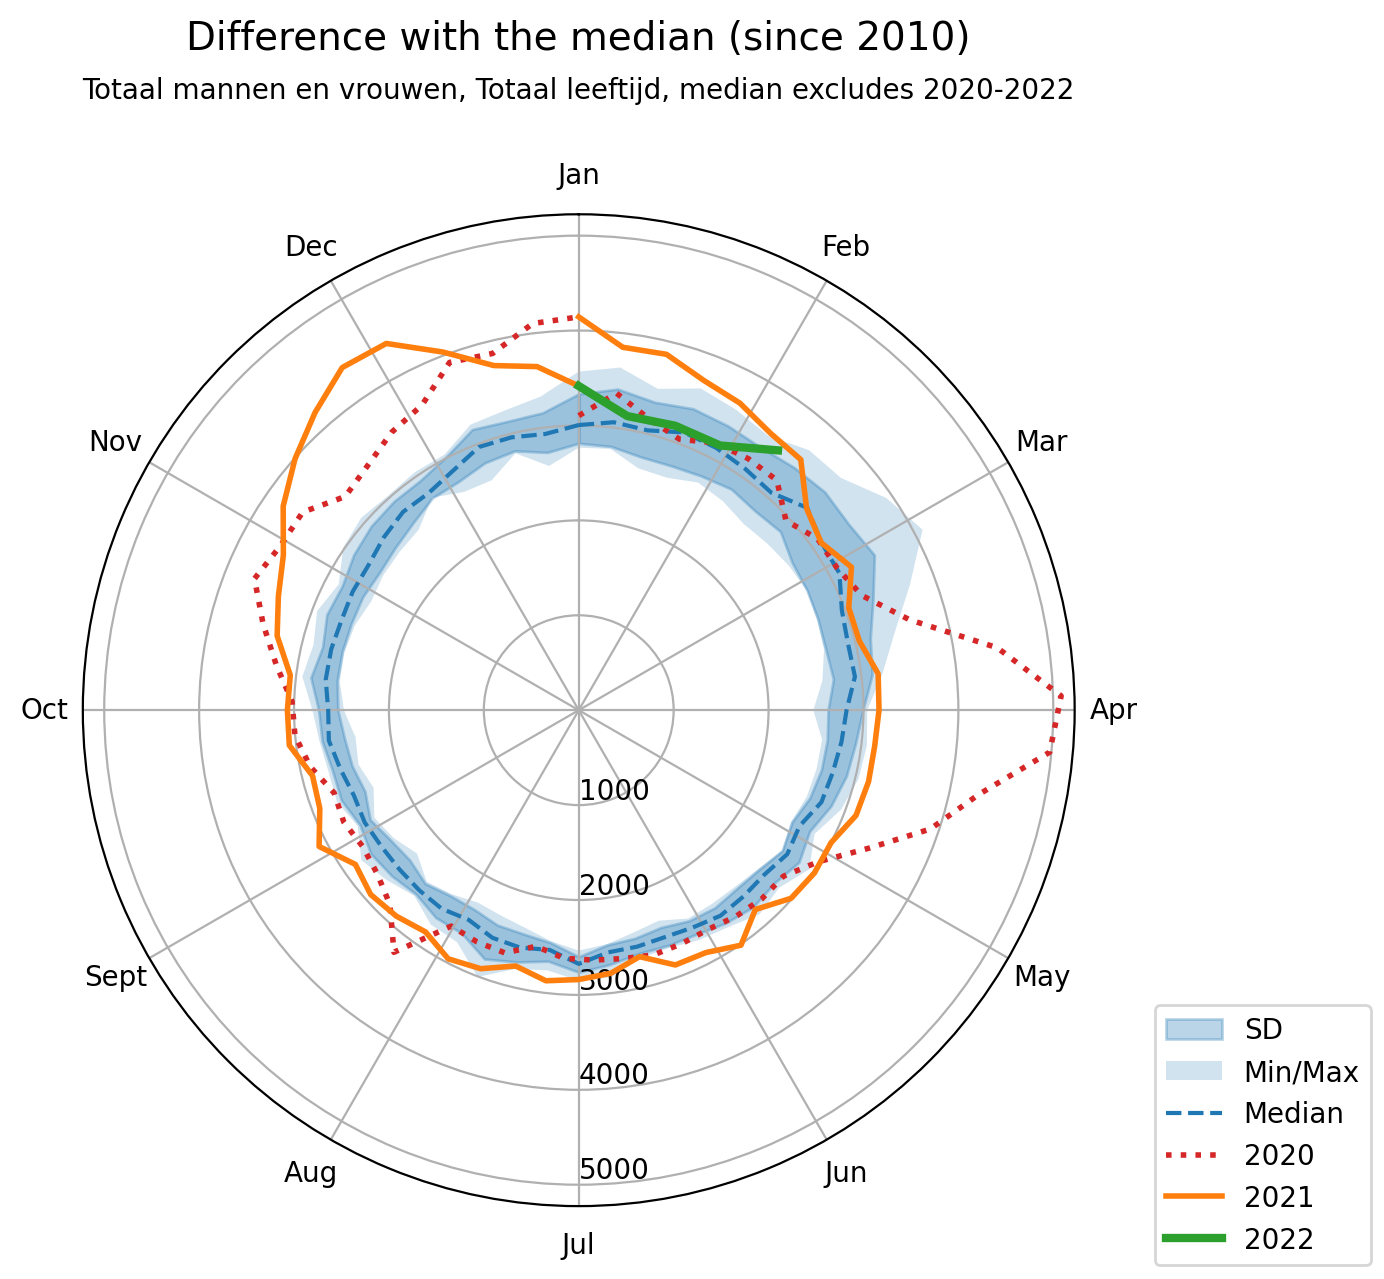 Difference with the median (since 2010)
Totaal mannen en vrouwen, Totaal leeftijd, median excludes 2020-2022
Jan
Dec
Feb
Nov
Mar
Oct
Apr
1000
2000
Sept
May
3000
4000
Aug
Jun
5000
Jul
SD
Min/Max
Median
2020
2021
2022